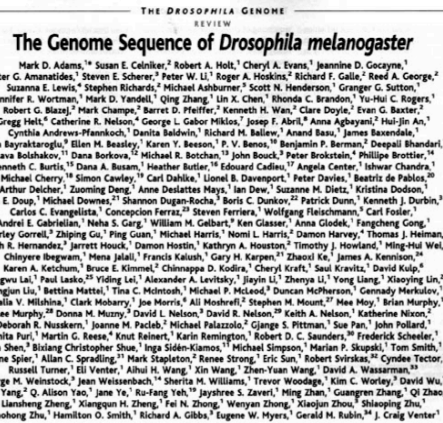 THE DROSOPHILA GENOME
REVIEW
The Genome Sequence of Drosophila melanogaster
Mark D. Adams,¹* Susan E. Celniker,² Robert A. Holt,¹ Cheryl A. Evans,¹ Jeannine D. Gocayne,¹
G. Amanatides,¹ Steven E. Scherer,³ Peter W. Li,¹ Roger A. Hoskins,² Richard F. Galle,² Reed A. George,²
Suzanna E. Lewis,⁴ Stephen Richards,² Michael Ashburner,⁵ Scott N. Henderson,¹ Granger G. Sutton,¹
R. Wortman,¹ Mark D. Yandell,¹ Qing Zhang,¹ Lin X. Chen,¹ Rhonda C. Brandon,¹ Yu-Hui C. Rogers,¹
Robert G. Blazej,² Mark Champe,² Barret D. Pfeiffer,² Kenneth H. Wan,² Clare Doyle,² Evan G. Baxter,²
Gregg Helt,⁶ Catherine R. Nelson,⁴ George L. Gabor Miklos,⁷ Josep F. Abril,⁸ Anna Agbayani,² Hui-Jin An,¹
Cynthia Andrews-Pfannkoch,¹ Danita Baldwin,¹ Richard M. Ballew,¹ Anand Basu,¹ James Baxendale,¹
Bayraktaroglu,⁹ Ellen M. Beasley,¹ Karen Y. Beeson,¹ P. V. Benos,¹⁰ Benjamin P. Berman,² Deepali Bhandari,¹
Bolshakov,¹¹ Dana Borkova,¹² Michael R. Botchan,¹³ John Bouck,³ Peter Brokstein,⁴ Phillipe Brottier,¹⁴
Kenneth C. Burtis,¹⁵ Dana A. Busam,¹ Heather Butler,¹⁶ Edouard Cadieu,¹⁷ Angela Center,¹ Ishwar Chandra,¹
Michael Cherry,¹⁸ Simon Cawley,¹⁹ Carl Dahlke,¹ Lionel B. Davenport,¹ Peter Davies,¹ Beatriz de Pablos,²⁰
Arthur Delcher,¹ Zuoming Deng,¹ Anne Deslattes Mays,¹ Ian Dew,¹ Suzanne M. Dietz,¹ Kristina Dodson,¹
E. Doup,¹ Michael Downes,²¹ Shannon Dugan-Rocha,³ Boris C. Dunkov,²² Patrick Dunn,¹ Kenneth J. Durbin,³
Carlos C. Evangelista,¹ Concepcion Ferraz,²³ Steven Ferriera,¹ Wolfgang Fleischmann,⁵ Carl Fosler,¹
Andrei E. Gabrielian,¹ Neha S. Garg,¹ William M. Gelbart,⁹ Ken Glasser,¹ Anna Glodek,¹ Fangcheng Gong,¹
Gorrell,³ Zhiping Gu,¹ Ping Guan,¹ Michael Harris,¹ Nomi L. Harris,² Damon Harvey,⁴ Thomas J. Heiman,¹
R. Hernandez,³ Jarrett Houck,¹ Damon Hostin,¹ Kathryn A. Houston,² Timothy J. Howland,¹ Ming-Hui Wei,¹
Chinyere Ibegwam,¹ Mena Jalali,¹ Francis Kalush,¹ Gary H. Karpen,²¹ Zhaoxi Ke,¹ James A. Kennison,²⁴
Karen A. Ketchum,¹ Bruce E. Kimmel,² Chinnappa D. Kodira,¹ Cheryl Kraft,¹ Saul Kravitz,¹ David Kulp,⁶
Lai,¹ Paul Lasko,²⁵ Yiding Lei,¹ Alexander A. Levitsky,¹ Jiayin Li,¹ Zhenya Li,¹ Yong Liang,¹ Xiaoying Lin,²⁶
Liu,¹ Bettina Mattei,¹ Tina C. McIntosh,¹ Michael P. McLeod,³ Duncan McPherson,¹ Gennady Merkulov,¹
V. Milshina,¹ Clark Mobarry,¹ Joe Morris,⁶ Ali Moshrefi,² Stephen M. Mount,²⁷ Mee Moy,¹ Brian Murphy,¹
Murphy,²⁸ Donna M. Muzny,³ David L. Nelson,³ David R. Nelson,²⁹ Keith A. Nelson,¹ Katherine Nixon,²
Deborah R. Nusskern,¹ Joanne M. Pacleb,² Michael Palazzolo,² Gjange S. Pittman,¹ Sue Pan,¹ John Pollard,¹
Puri,¹ Martin G. Reese,⁴ Knut Reinert,¹ Karin Remington,¹ Robert D. C. Saunders,³⁰ Frederick Scheeler,¹
Shen,³ Bixiang Christopher Shue,¹ Inga Sidén-Kiamos,¹¹ Michael Simpson,¹ Marian P. Skupski,¹ Tom Smith,¹
Spier,¹ Allan C. Spradling,³¹ Mark Stapleton,² Renee Strong,¹ Eric Sun,¹ Robert Svirskas,³² Cyndee Tector,¹
Russell Turner,¹ Eli Venter,¹ Aihui H. Wang,¹ Xin Wang,¹ Zhen-Yuan Wang,¹ David A. Wassarman,³³
M. Weinstock,³ Jean Weissenbach,¹⁴ Sherita M. Williams,¹ Trevor Woodage,¹ Kim C. Worley,³ David Wu,¹
Yang,² Q. Alison Yao,¹ Jane Ye,¹ Ru-Fang Yeh,¹⁹ Jayshree S. Zaveri,¹ Ming Zhan,¹ Guangren Zhang,¹ Qi Zhao,¹
Liansheng Zheng,¹ Xiangqun H. Zheng,¹ Fei N. Zhong,¹ Wenyan Zhong,¹ Xiaojun Zhou,³ Shiaoping Zhu,¹
Zhu,¹ Hamilton O. Smith,¹ Richard A. Gibbs,³ Eugene W. Myers,¹ Gerald M. Rubin,³⁴ J. Craig Venter¹